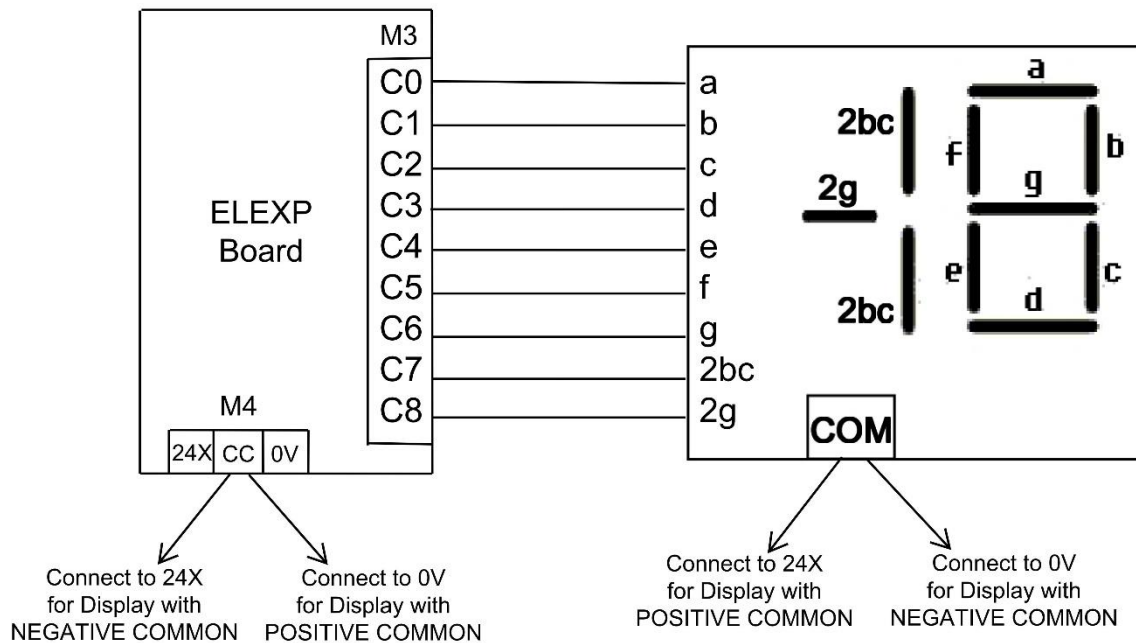 M3
C0
C1
C2
C3
C4
C5
C6
C7
C8
ELEXP
Board
M4
24X CC 0V
Connect to 24X
for Display with
NEGATIVE COMMON
Connect to 0V
for Display with
POSITIVE COMMON
a
b
c
d
e
f
g
2bc
2g
a
2bc
f
b
2g
g
e
c
2bc
d
COM
Connect to 24X
for Display with
POSITIVE COMMON
Connect to 0V
for Display with
NEGATIVE COMMON